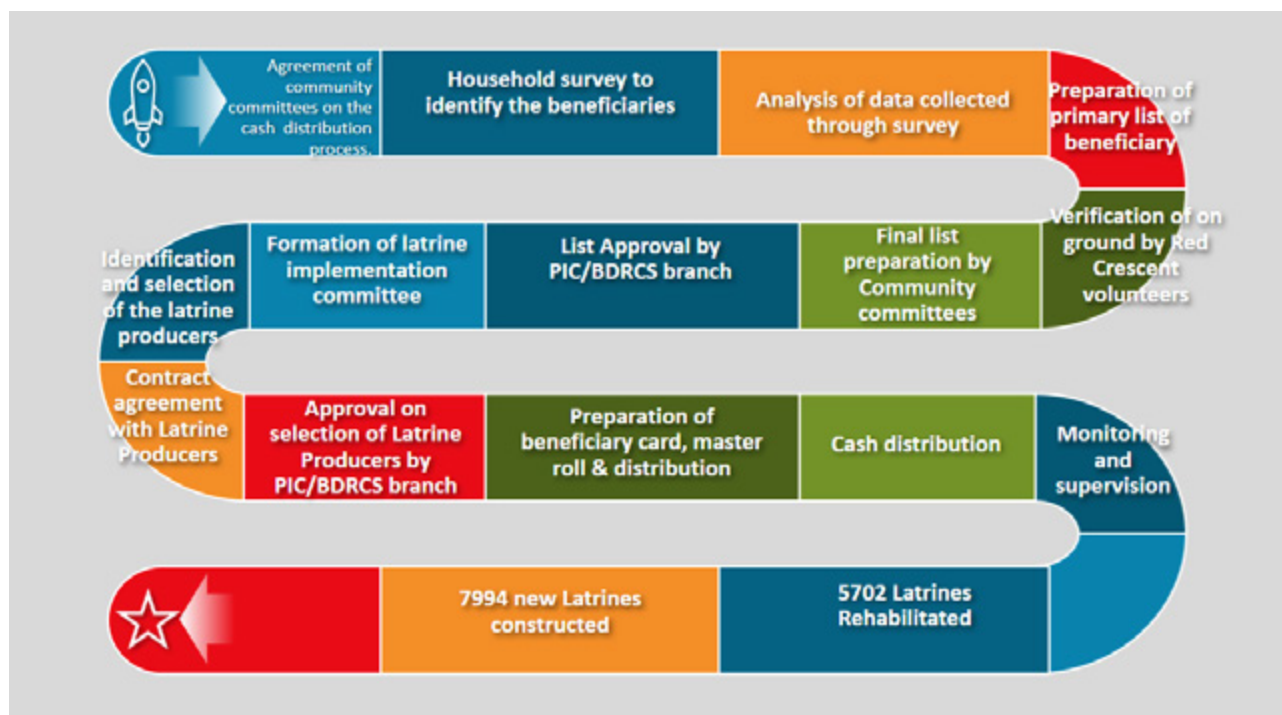 Agreement of
community
committees on the
cash distribution
process.
Household survey to
identify the beneficiaries
Analysis of data collected
through survey
Preparation of
primary list of
beneficiary
Verification of on
ground by Red
Crescent
volunteers
Final list
preparation by
Community
committees
List Approval by
PIC/BDRCS branch
Formation of latrine
implementation
committee
Identification
and selection
of the latrine
producers
Contract
agreement
with Latrine
Producers
Approval on
selection of Latrine
Producers by
PIC/BDRCS branch
Preparation of
beneficiary card, master
roll & distribution
Cash distribution
Monitoring
and
supervision
5702 Latrines
Rehabilitated
7994 new Latrines
constructed